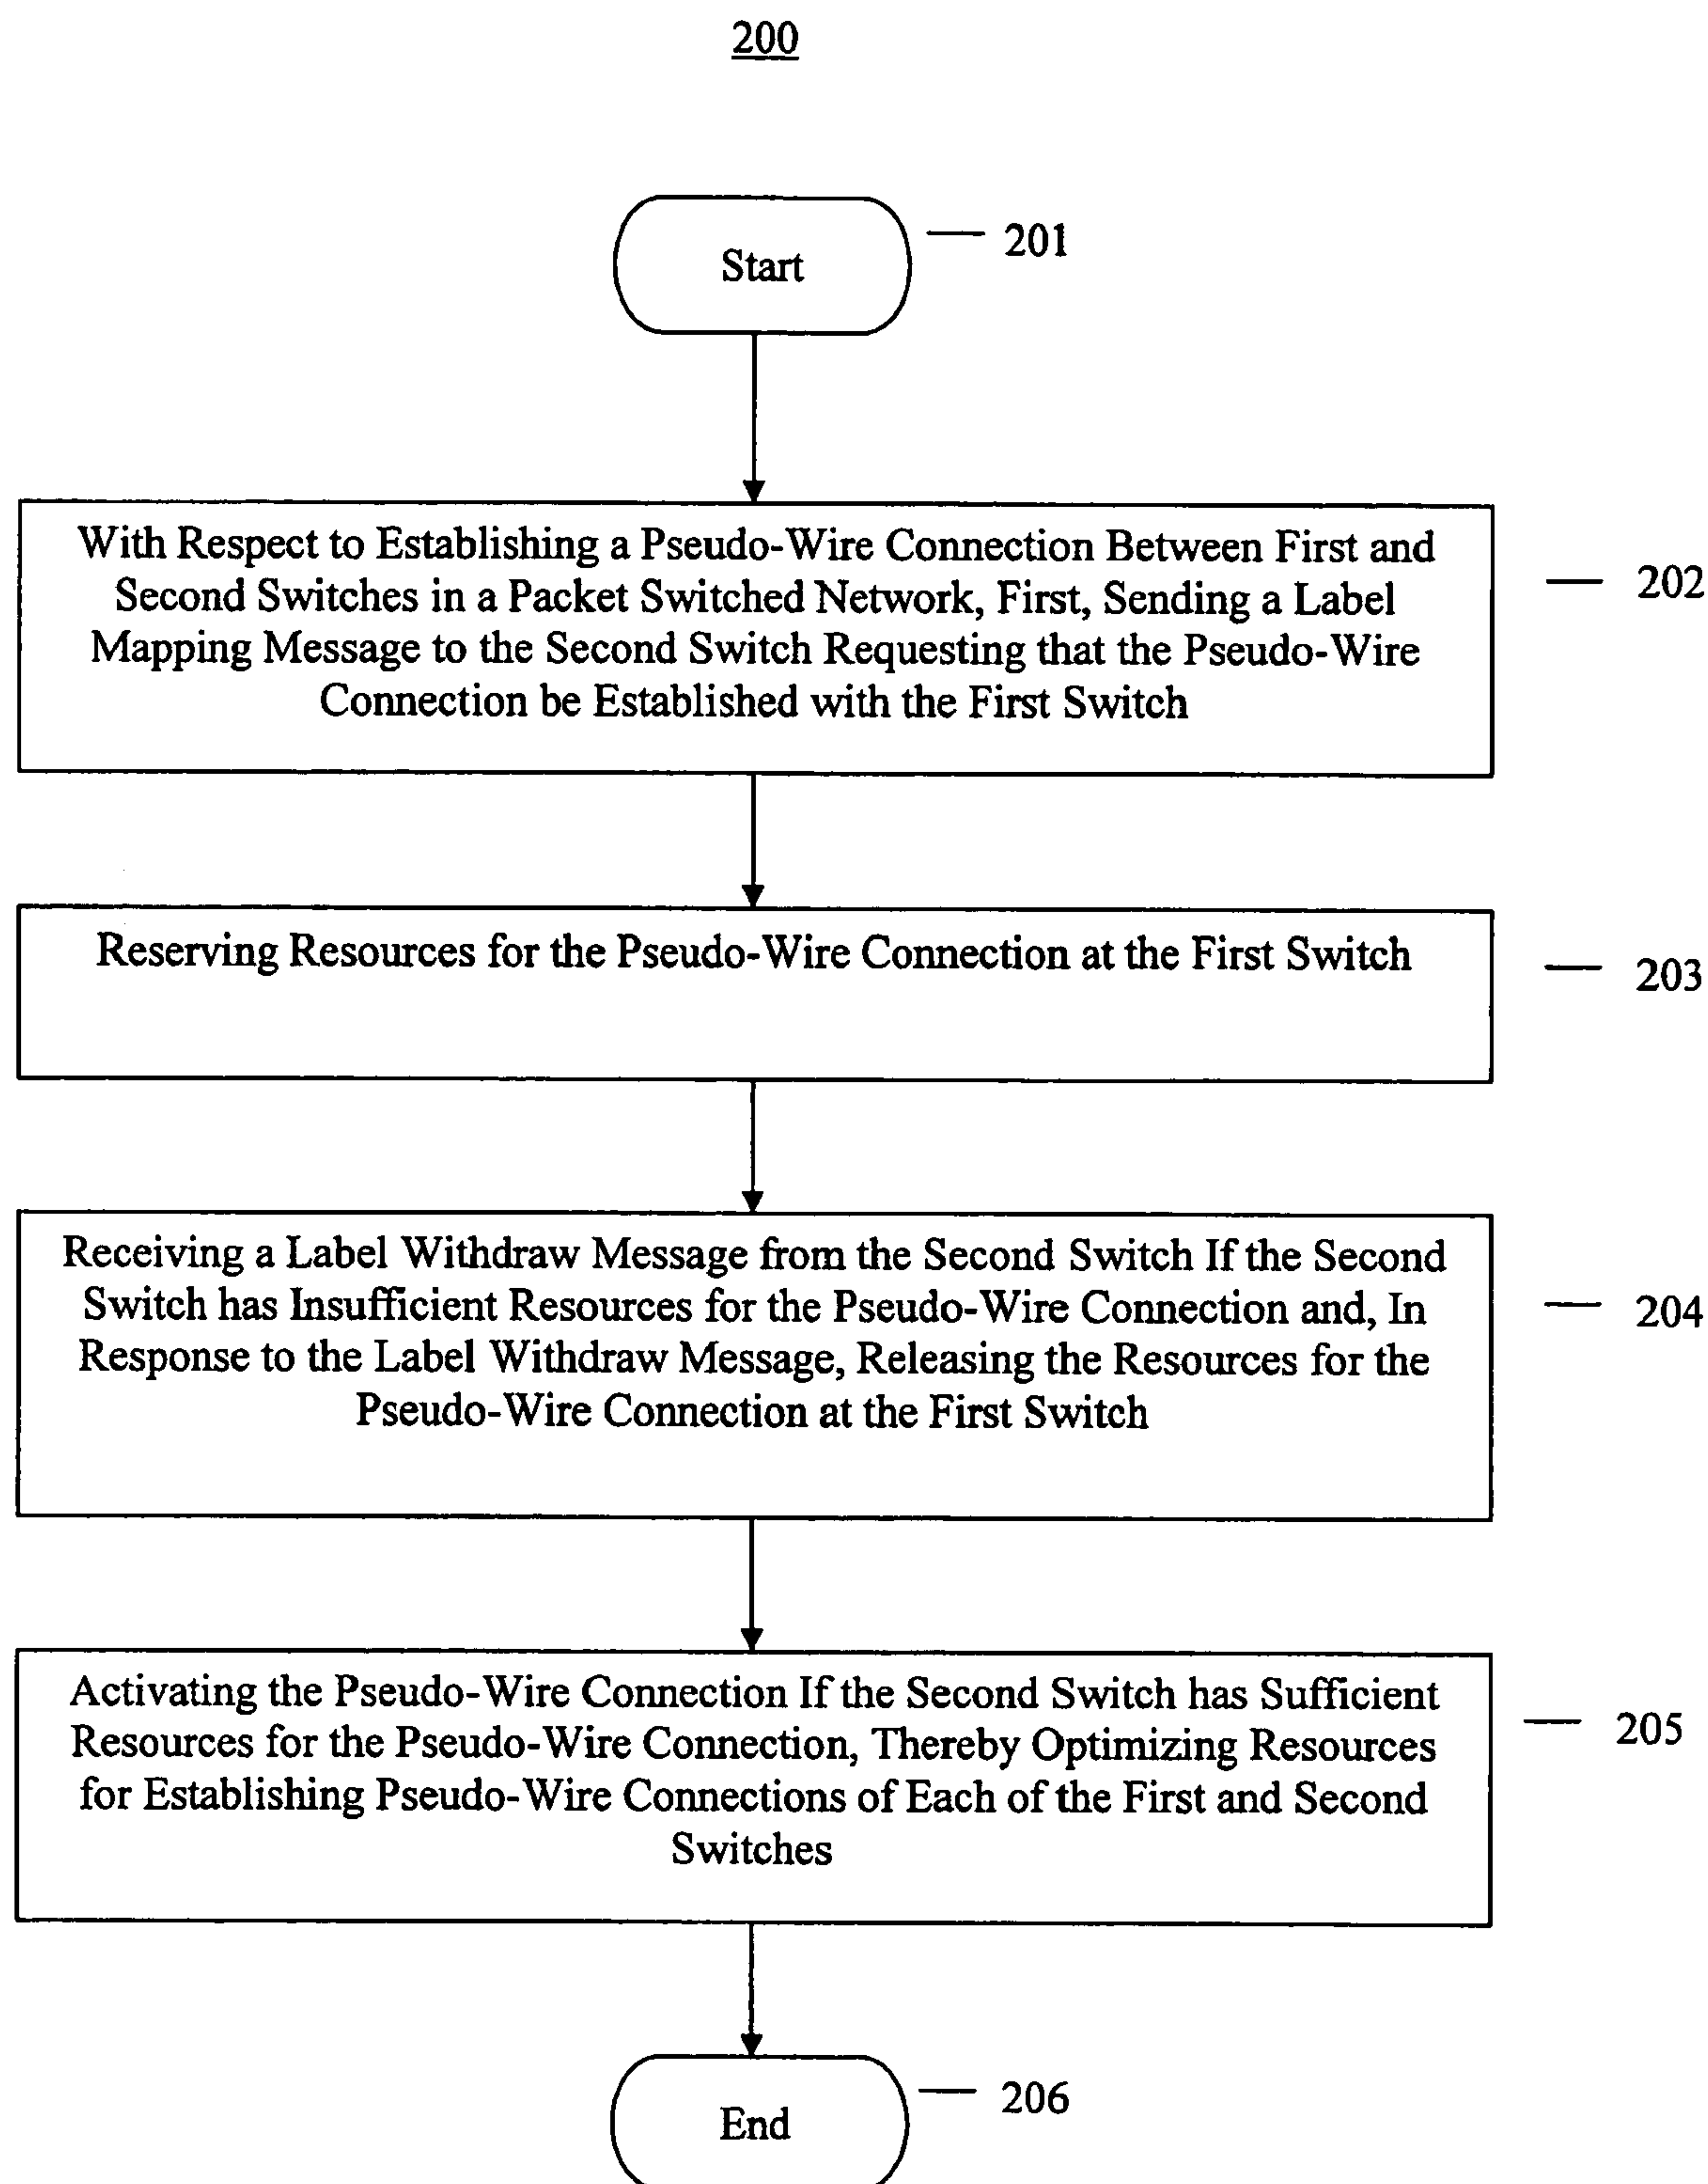 200
Start
201
With Respect to Establishing a Pseudo-Wire Connection Between First and
Second Switches in a Packet Switched Network, First, Sending a Label
Mapping Message to the Second Switch Requesting that the Pseudo-Wire
Connection be Established with the First Switch
202
Reserving Resources for the Pseudo-Wire Connection at the First Switch
203
Receiving a Label Withdraw Message from the Second Switch If the Second
Switch has Insufficient Resources for the Pseudo-Wire Connection and, In
Response to the Label Withdraw Message, Releasing the Resources for the
Pseudo-Wire Connection at the First Switch
204
Activating the Pseudo-Wire Connection If the Second Switch has Sufficient
Resources for the Pseudo-Wire Connection, Thereby Optimizing Resources
for Establishing Pseudo-Wire Connections of Each of the First and Second
Switches
205
End
206